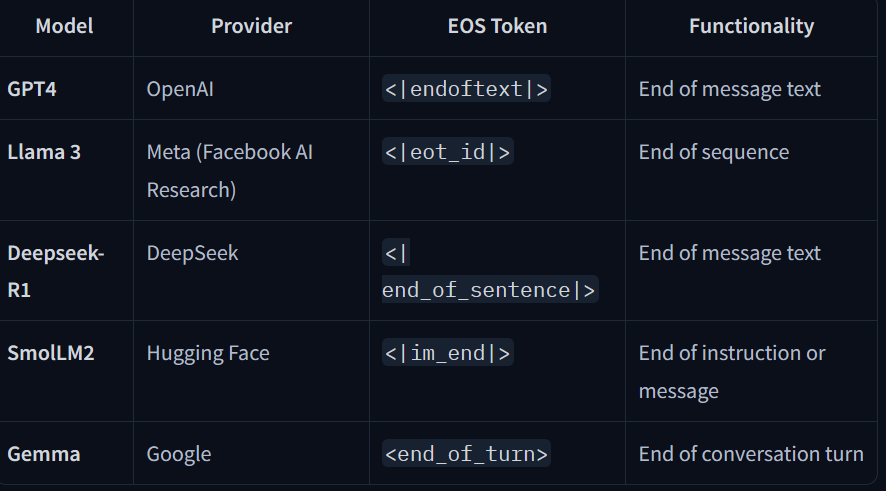 Model Provider EOS Token Functionality
GPT4 OpenAI <|endoftext|> End of message text
Llama 3 Meta (Facebook AI Research) <|eot_id|> End of sequence
Deepseek-R1 DeepSeek <|end_of_sentence|> End of message text
SmolLM2 Hugging Face <|im_end|> End of instruction or message
Gemma Google <end_of_turn> End of conversation turn